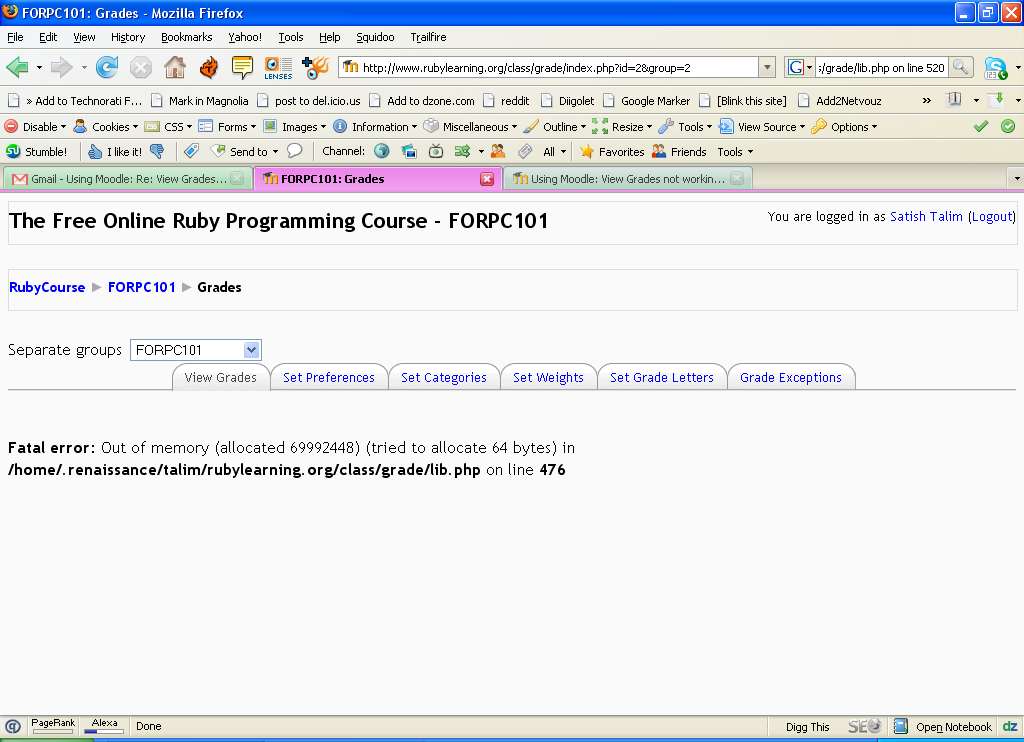 FORPC101: Grades - Mozilla Firefox
File Edit View History Bookmarks Yahoo! Tools Help Squidoo Trailfire
LENSES http://www.rubylearning.org/class/grade/index.php?id=2&group=2 G :/grade/lib.php on line 520 123
» Add to Technorati F... Mark in Magnolia post to del.icio.us Add to dzone.com reddit Diigolet Google Marker [Blink this site] Add2Netvouz »
Disable Cookies CSS Forms Images Information Miscellaneous Outline Resize Tools View Source Options
Stumble! I like it! Send to Channel: All Favorites Friends Tools
Gmail - Using Moodle: Re: View Grades... FORPC101: Grades Using Moodle: View Grades not workin...
The Free Online Ruby Programming Course - FORPC101 You are logged in as Satish Talim (Logout)
RubyCourse ► FORPC101 ► Grades
Separate groups FORPC101
View Grades Set Preferences Set Categories Set Weights Set Grade Letters Grade Exceptions
Fatal error: Out of memory (allocated 69992448) (tried to allocate 64 bytes) in
/home/.renaissance/talim/rubylearning.org/class/grade/lib.php on line 476
@ PageRank Alexa Done Digg This SEO Open Notebook dz